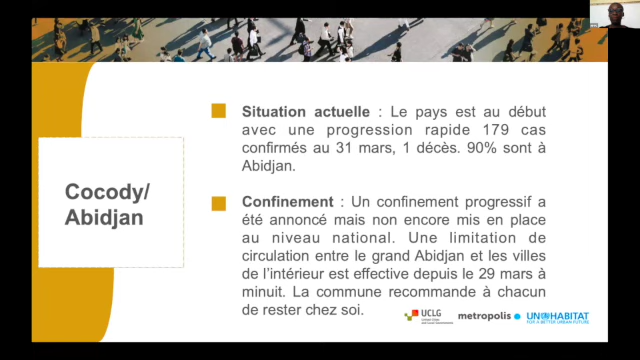 Cocody/
Abidjan
Situation actuelle : Le pays est au début
avec une progression rapide 179 cas
confirmés au 31 mars, 1 décès. 90% sont à
Abidjan.
Confinement : Un confinement progressif a
été annoncé mais non encore mis en place
au niveau national. Une limitation de
circulation entre le grand Abidjan et les villes
de l'intérieur est effective depuis le 29 mars à
minuit. La commune recommande à chacun
de rester chez soi.
UCLG
metropolis
UN HABITAT
FOR A BETTER URBAN FUTURE